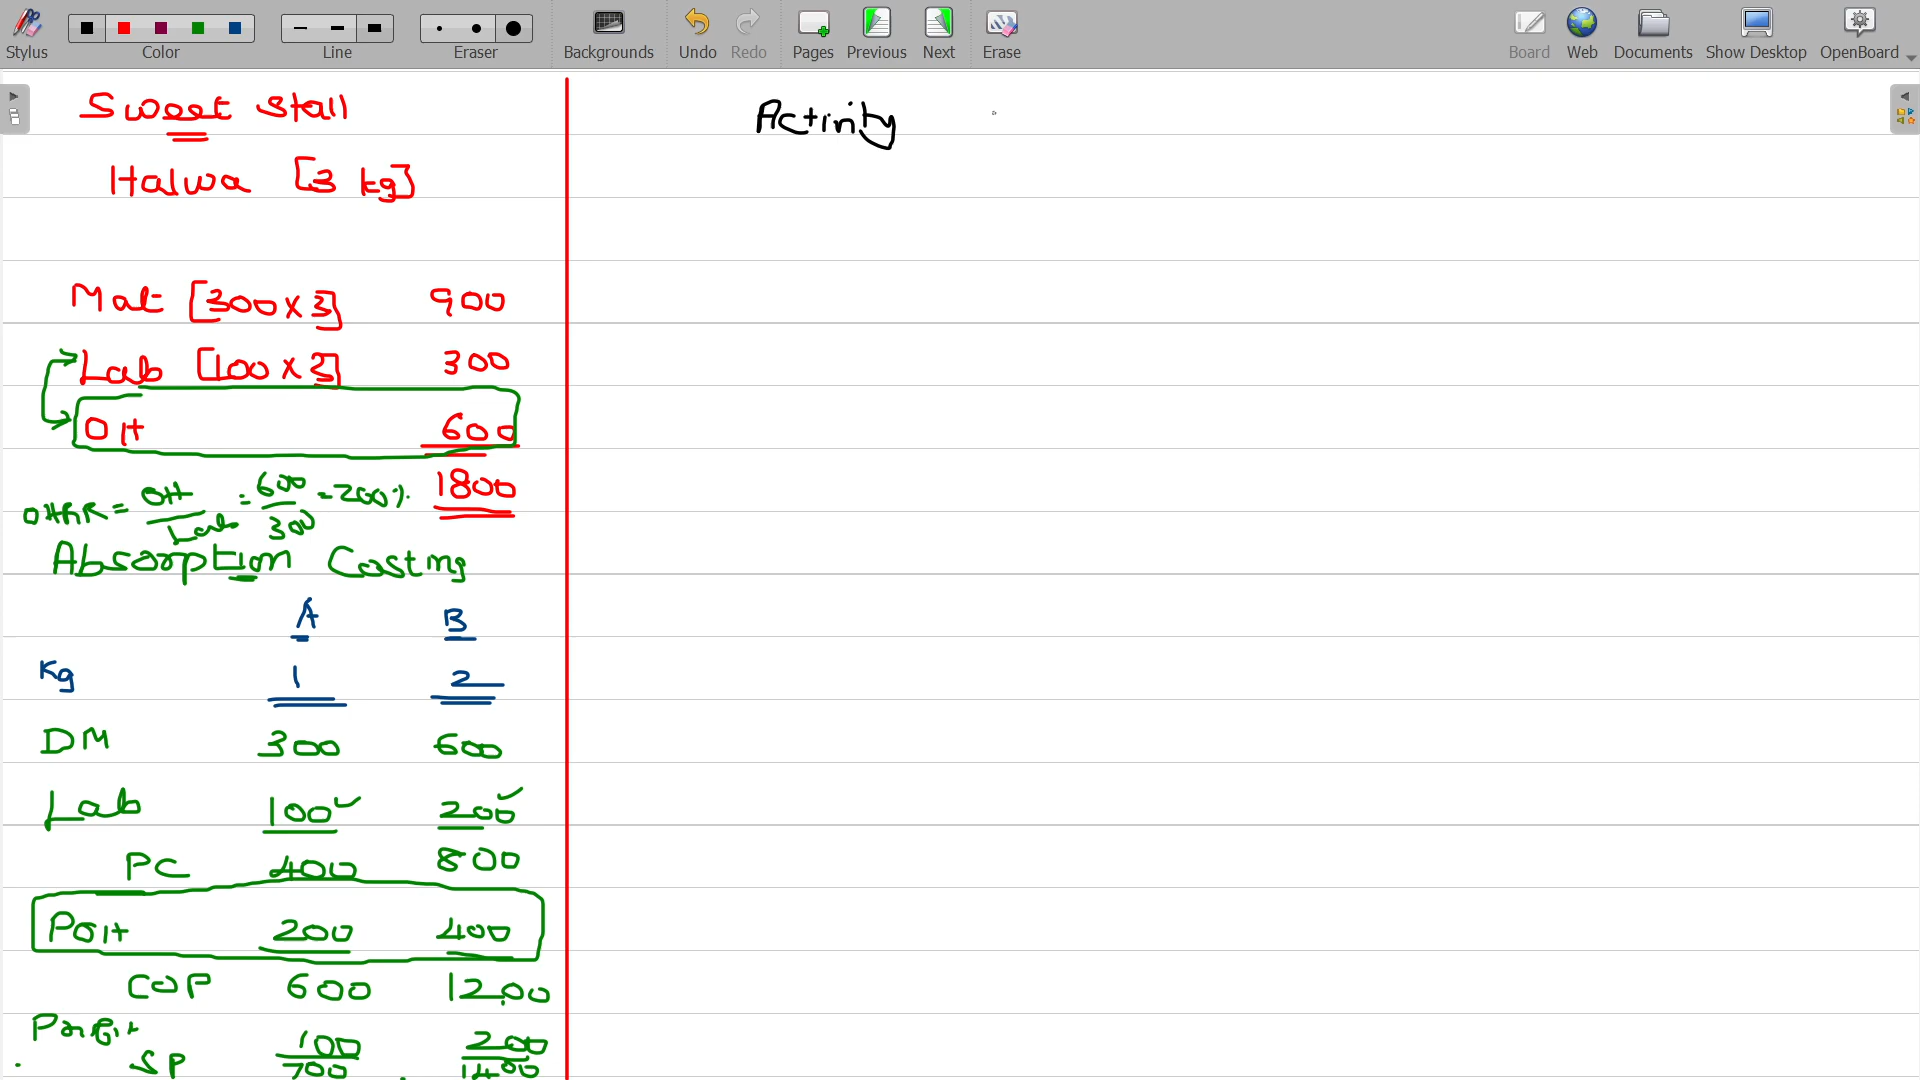 Stylus Color Line Eraser Backgrounds Undo Redo Pages Previous Next Erase Board Web Documents Show Desktop OpenBoard
Sweet Stall
Halwa [3 kg]
Mat [300 x 3] 900
Lab [100 x 3] 300
OH 600
1800
OHRR = OH / Lab = 600 / 300 = 200%
Absorption Costing
A B
Kg 1 2
DM 300 600
Lab 100 200
PC 400 800
POH 200 400
COP 600 1200
Profit 100 200
SP 700 1400
Activity